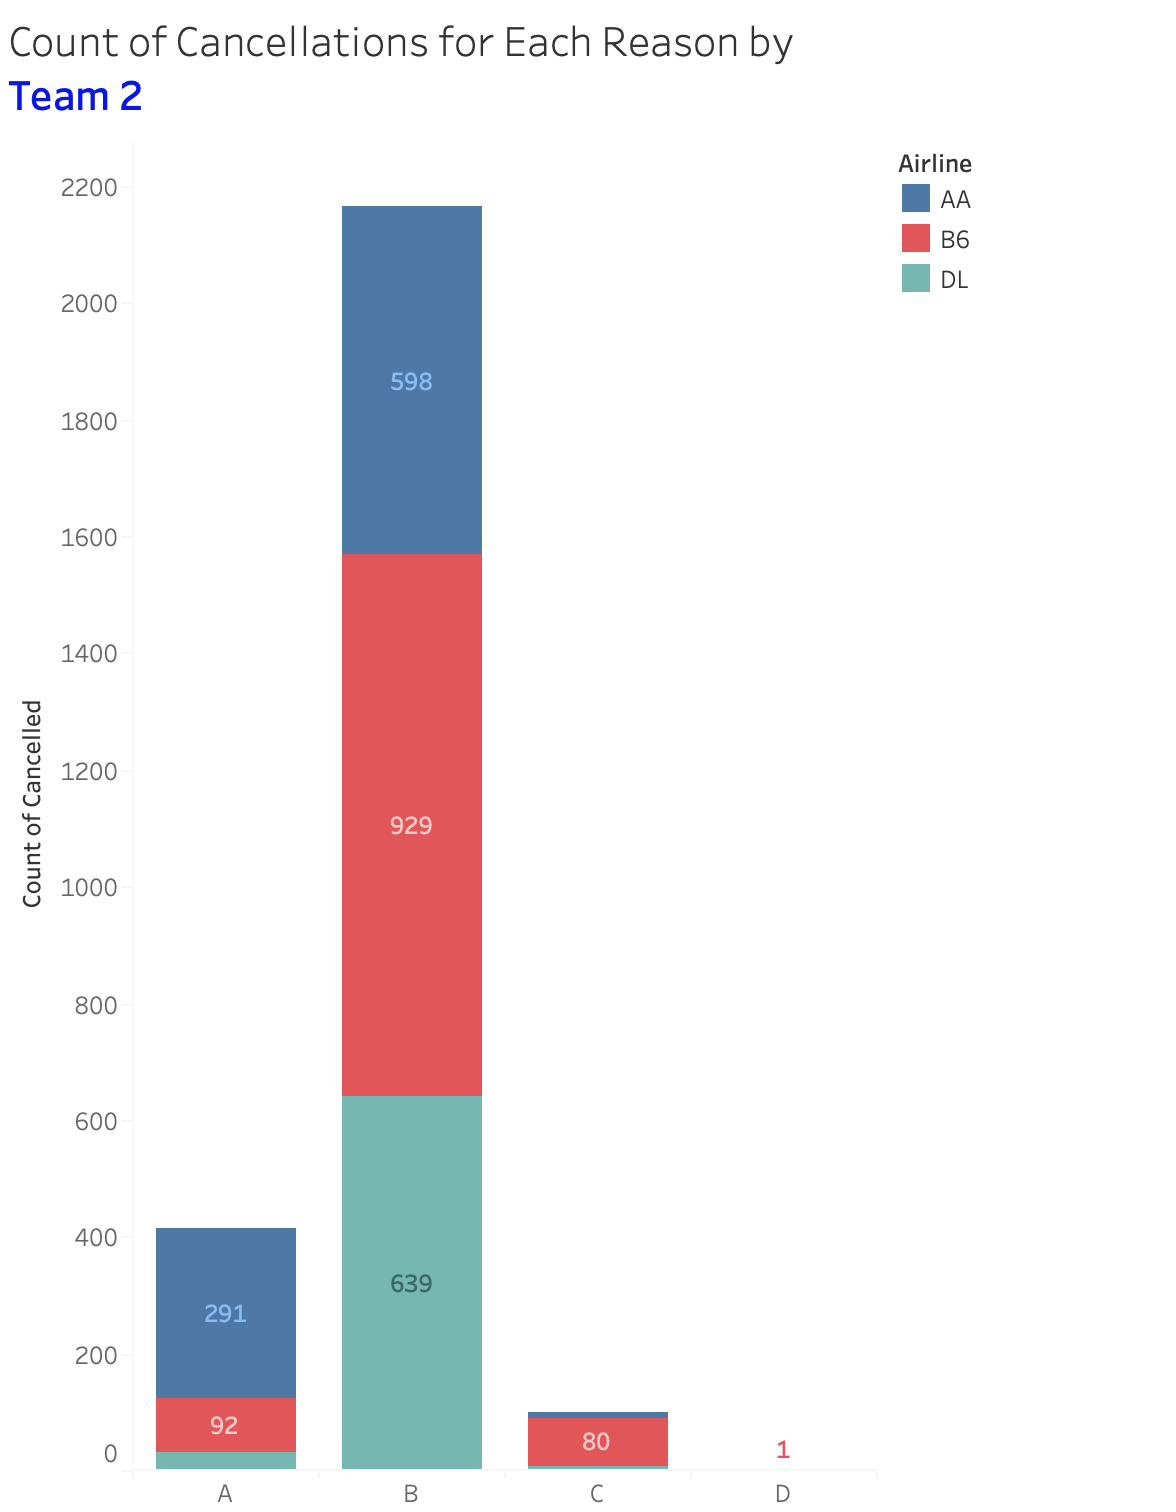 Count of Cancellations for Each Reason by
Team 2
Airline
AA
B6
DL
Count of Cancelled
2200
2000
1800
1600
1400
1200
1000
800
600
400
200
0
291
92
598
929
639
80
1
A
B
C
D